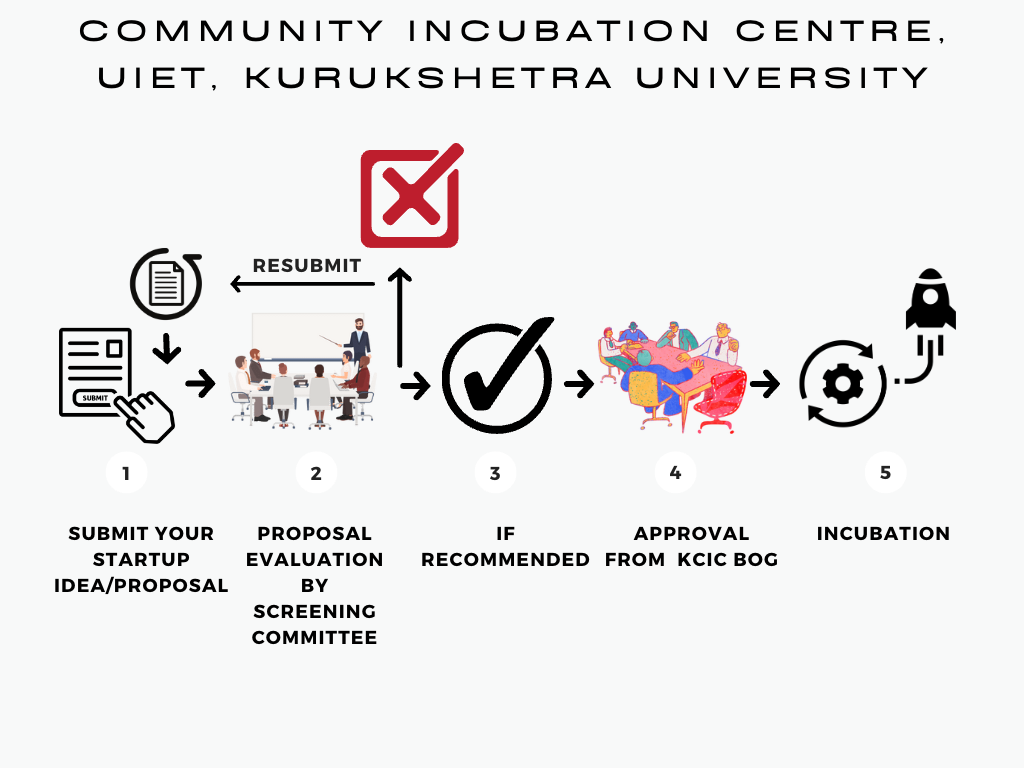 COMMUNITY INCUBATION CENTRE,
UIET, KURUKSHETRA UNIVERSITY
RESUBMIT
SUBMIT
1
2
3
4
5
SUBMIT YOUR
STARTUP
IDEA/PROPOSAL
PROPOSAL
EVALUATION
BY
SCREENING
COMMITTEE
IF
RECOMMENDED
APPROVAL
FROM KCIC BOG
INCUBATION